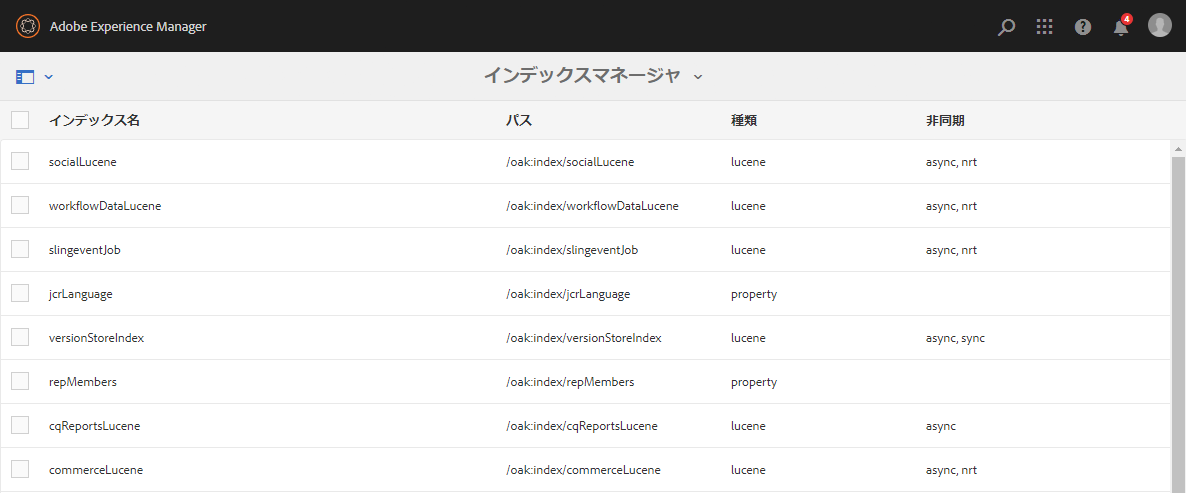 Adobe Experience Manager
4
インデックスマネージャ
インデックス名 パス 種類 非同期
socialLucene /oak:index/socialLucene lucene async, nrt
workflowDataLucene /oak:index/workflowDataLucene lucene async, nrt
slingeventJob /oak:index/slingeventJob lucene async, nrt
jcrLanguage /oak:index/jcrLanguage property
versionStoreIndex /oak:index/versionStoreIndex lucene async, sync
repMembers /oak:index/repMembers property
cqReportsLucene /oak:index/cqReportsLucene lucene async
commerceLucene /oak:index/commerceLucene lucene async, nrt